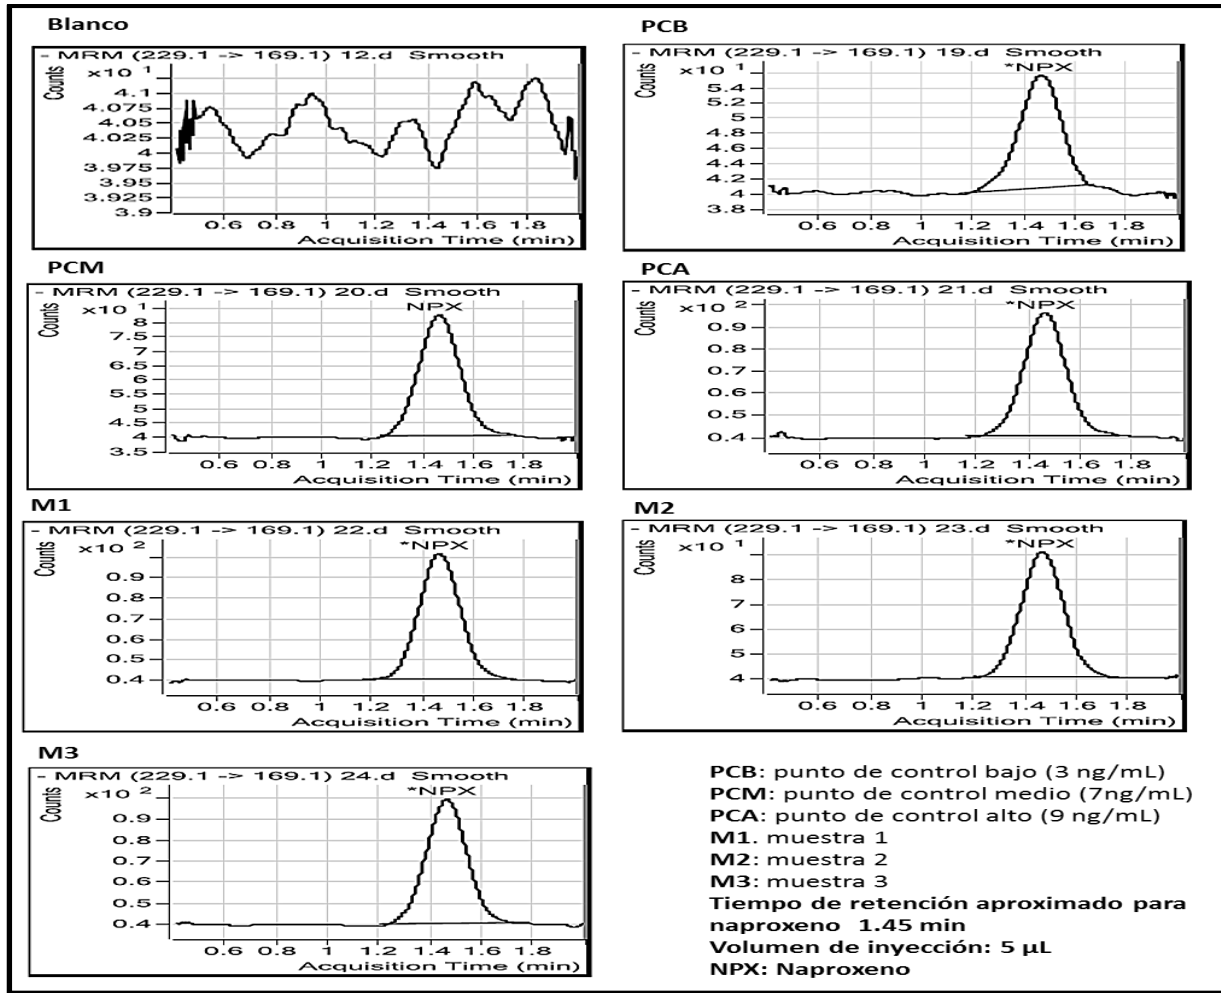 Blanco
- MRM (229.1 -> 169.1) 12.d Smooth
Counts
x10 1
4.1
4.075
4.05
4.025
4
3.975
3.95
3.925
3.9
0.6 0.8 1 1.2 1.4 1.6 1.8
Acquisition Time (min)
PCB
- MRM (229.1 -> 169.1) 19.d Smooth
Counts
x10 1
*NPX
5.4
5.2
5
4.8
4.6
4.4
4.2
4
3.8
0.6 0.8 1 1.2 1.4 1.6 1.8
Acquisition Time (min)
PCM
- MRM (229.1 -> 169.1) 20.d Smooth
Counts
x10 1
NPX
8
7.5
7
6.5
6
5.5
5
4.5
4
3.5
0.6 0.8 1 1.2 1.4 1.6 1.8
Acquisition Time (min)
PCA
- MRM (229.1 -> 169.1) 21.d Smooth
Counts
x10 2
*NPX
0.9
0.8
0.7
0.6
0.5
0.4
0.6 0.8 1 1.2 1.4 1.6 1.8
Acquisition Time (min)
M1
- MRM (229.1 -> 169.1) 22.d Smooth
Counts
x10 2
*NPX
0.9
0.8
0.7
0.6
0.5
0.4
0.6 0.8 1 1.2 1.4 1.6 1.8
Acquisition Time (min)
M2
- MRM (229.1 -> 169.1) 23.d Smooth
Counts
x10 1
*NPX
8
7
6
5
4
0.6 0.8 1 1.2 1.4 1.6 1.8
Acquisition Time (min)
M3
- MRM (229.1 -> 169.1) 24.d Smooth
Counts
x10 2
*NPX
0.9
0.8
0.7
0.6
0.5
0.4
0.6 0.8 1 1.2 1.4 1.6 1.8
Acquisition Time (min)
PCB: punto de control bajo (3 ng/mL)
PCM: punto de control medio (7ng/mL)
PCA: punto de control alto (9 ng/mL)
M1. muestra 1
M2: muestra 2
M3: muestra 3
Tiempo de retención aproximado para
naproxeno 1.45 min
Volumen de inyección: 5 µL
NPX: Naproxeno